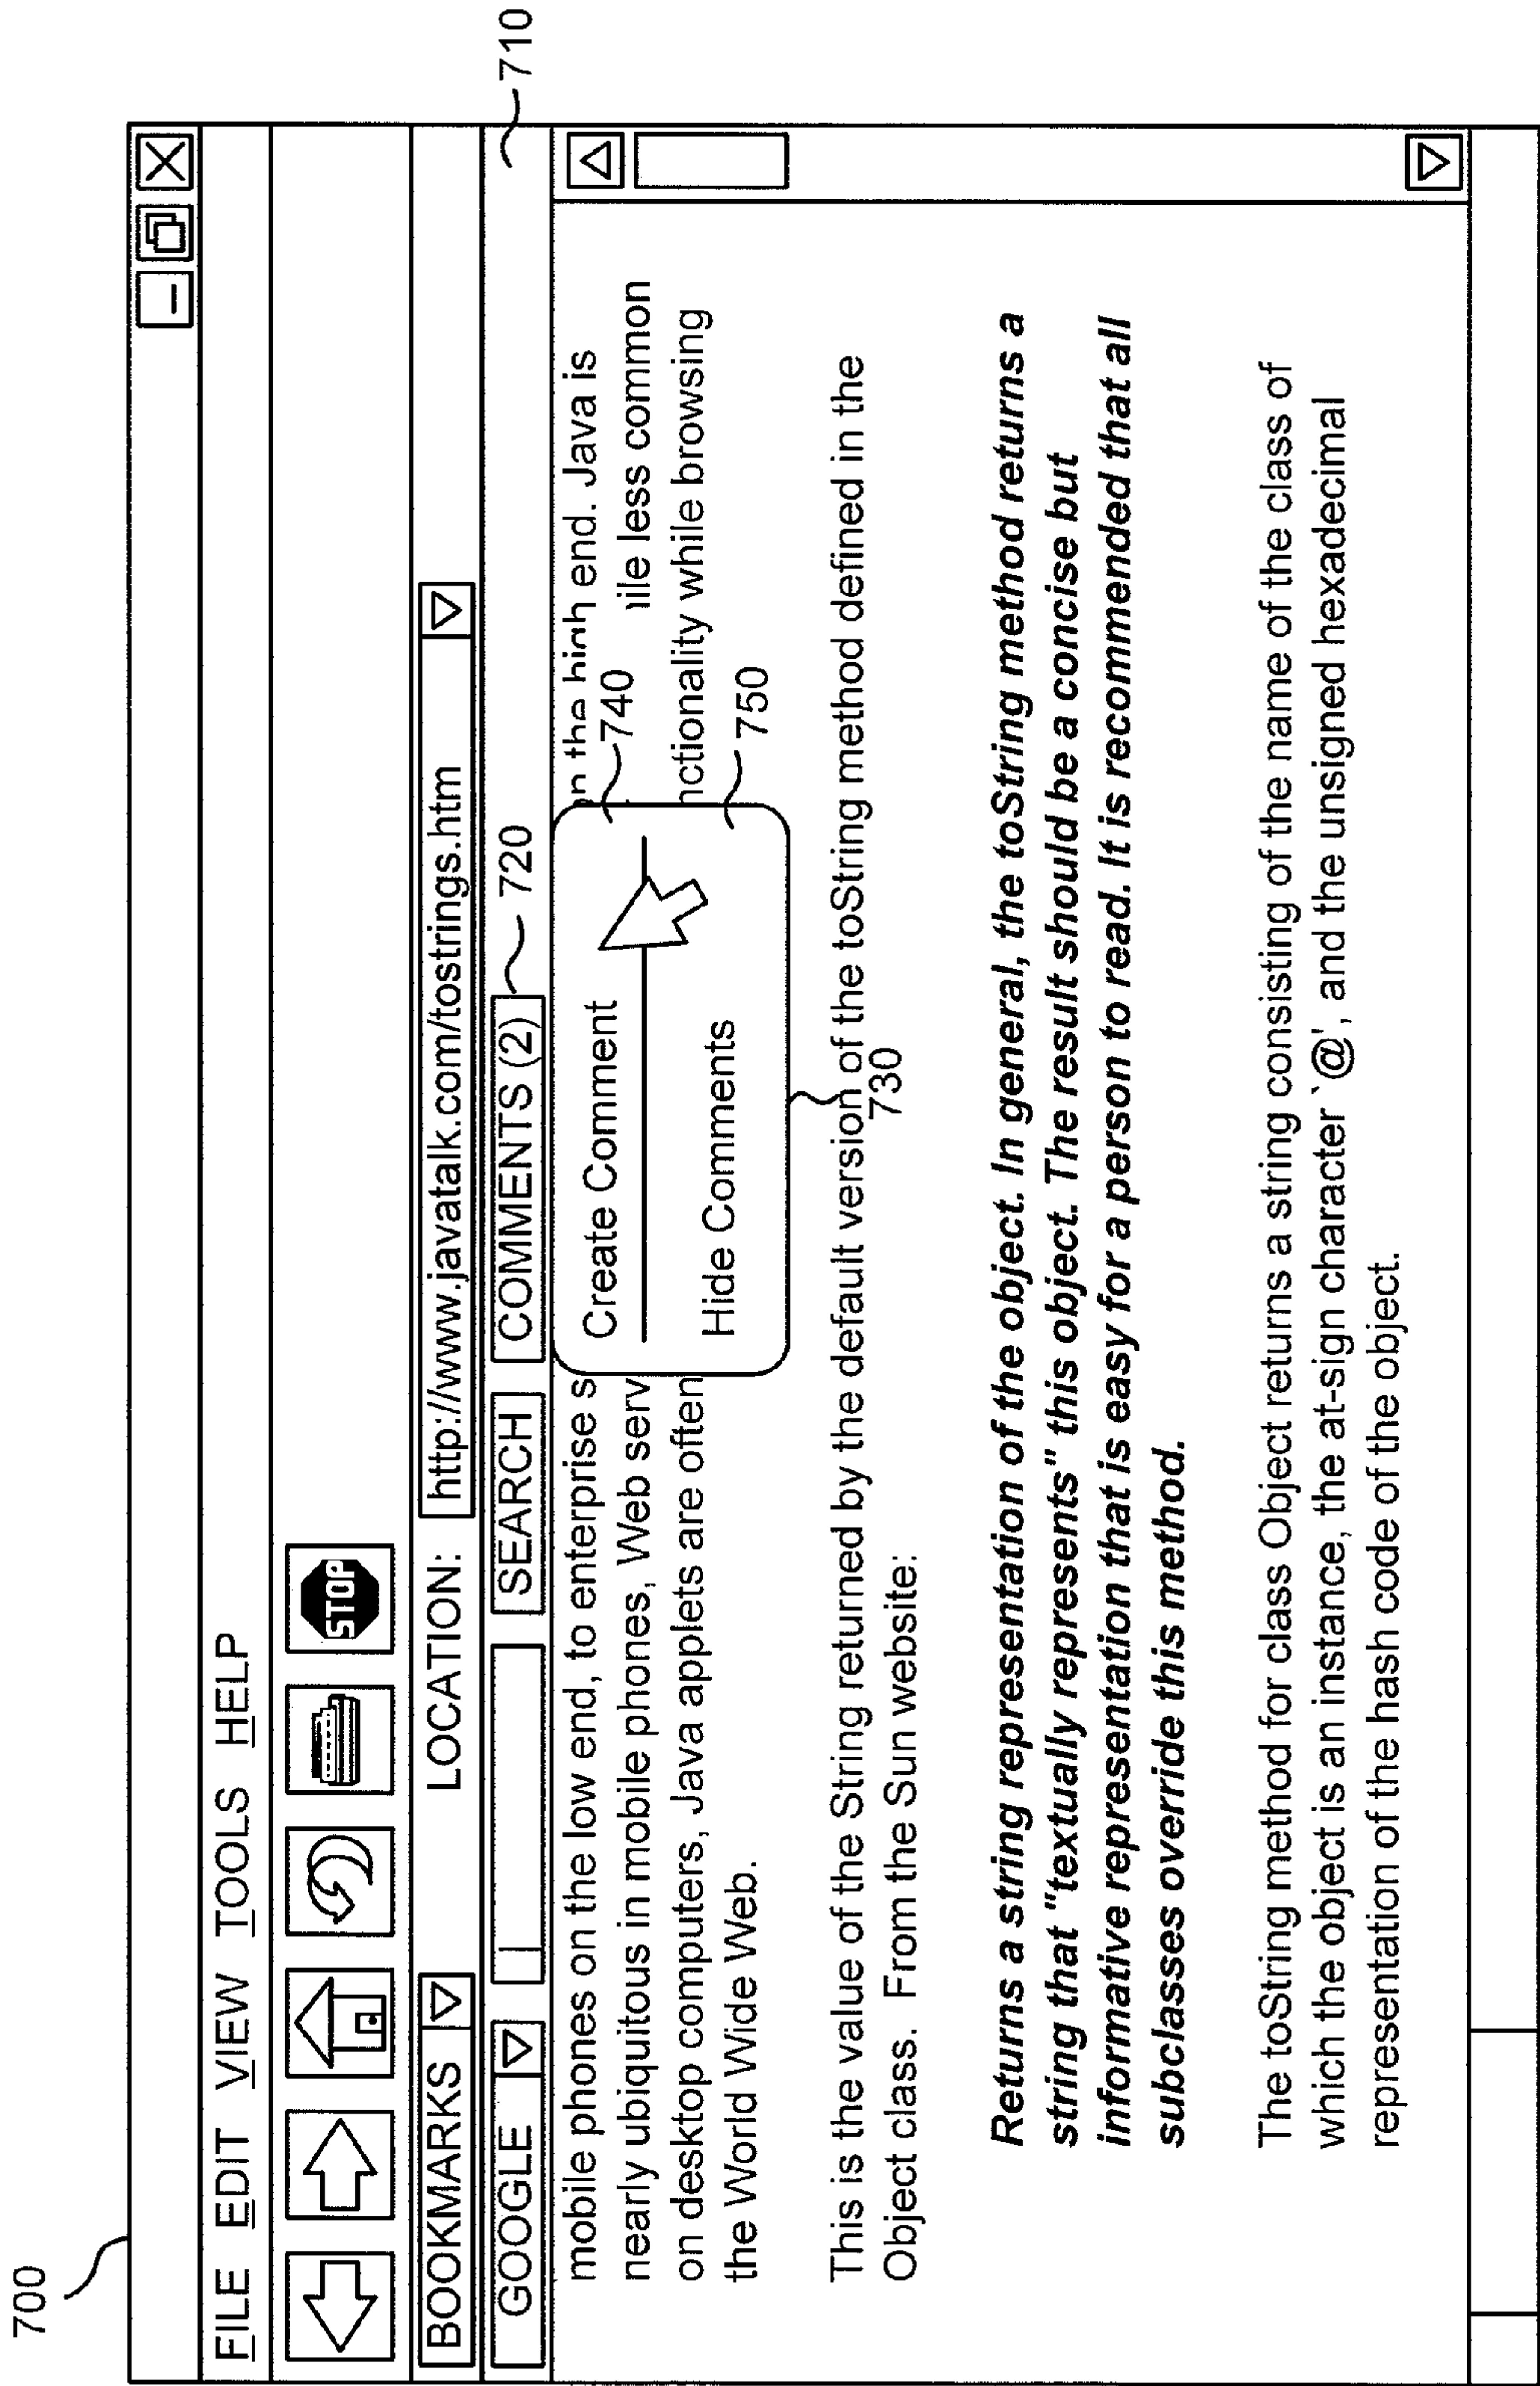 700
FILE EDIT VIEW TOOLS HELP
STOP
BOOKMARKS LOCATION: http://www.javatalk.com/tostrings.htm
GOOGLE SEARCH COMMENTS (2) 720 710
mobile phones on the low end, to enterprise s on the high end. Java is
Create Comment 740
nearly ubiquitous in mobile phones, Web serv ile less common
on desktop computers, Java applets are often nctionality while browsing
Hide Comments 750
the World Wide Web.
This is the value of the String returned by the default version of the toString method defined in the
730
Object class. From the Sun website:
Returns a string representation of the object. In general, the toString method returns a
string that "textually represents" this object. The result should be a concise but
informative representation that is easy for a person to read. It is recommended that all
subclasses override this method.
The toString method for class Object returns a string consisting of the name of the class of
which the object is an instance, the at-sign character `@', and the unsigned hexadecimal
representation of the hash code of the object.